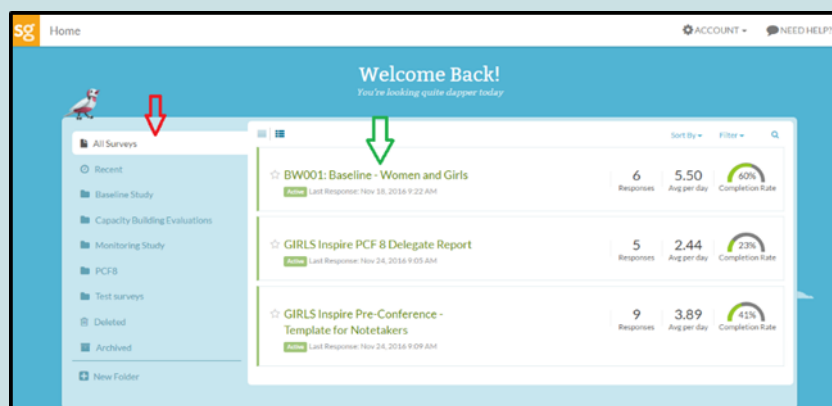 sg Home ACCOUNT NEED HELP?
Welcome Back!
You're looking quite dapper today
All Surveys
Recent
Baseline Study
Capacity Building Evaluations
Monitoring Study
PCF8
Test surveys
Deleted
Archived
New Folder
Sort By Filter
BW001: Baseline - Women and Girls
Active Last Response: Nov 18, 2016 9:22 AM
6 5.50 60%
Responses Avg per day Completion Rate
GIRLS Inspire PCF 8 Delegate Report
Active Last Response: Nov 24, 2016 9:05 AM
5 2.44 23%
Responses Avg per day Completion Rate
GIRLS Inspire Pre-Conference -
Template for Notetakers
Active Last Response: Nov 24, 2016 9:09 AM
9 3.89 41%
Responses Avg per day Completion Rate